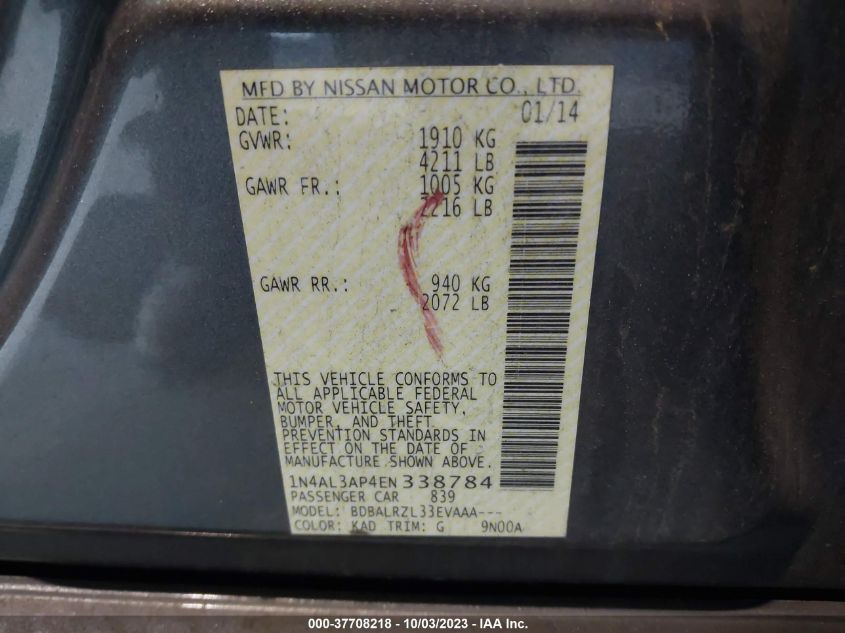 MFD BY NISSAN MOTOR CO., LTD.
DATE: 01/14
GVWR: 1910 KG
4211 LB
GAWR FR.: 1005 KG
2216 LB
GAWR RR.: 940 KG
2072 LB
THIS VEHICLE CONFORMS TO
ALL APPLICABLE FEDERAL
MOTOR VEHICLE SAFETY,
BUMPER, AND THEFT
PREVENTION STANDARDS IN
EFFECT ON THE DATE OF
MANUFACTURE SHOWN ABOVE.
1N4AL3AP4EN338784
PASSENGER CAR 839
MODEL: BDBALRZL33EVAAA---
COLOR: KAD TRIM: G 9N00A
000-37708218 - 10/03/2023 - IAA Inc.